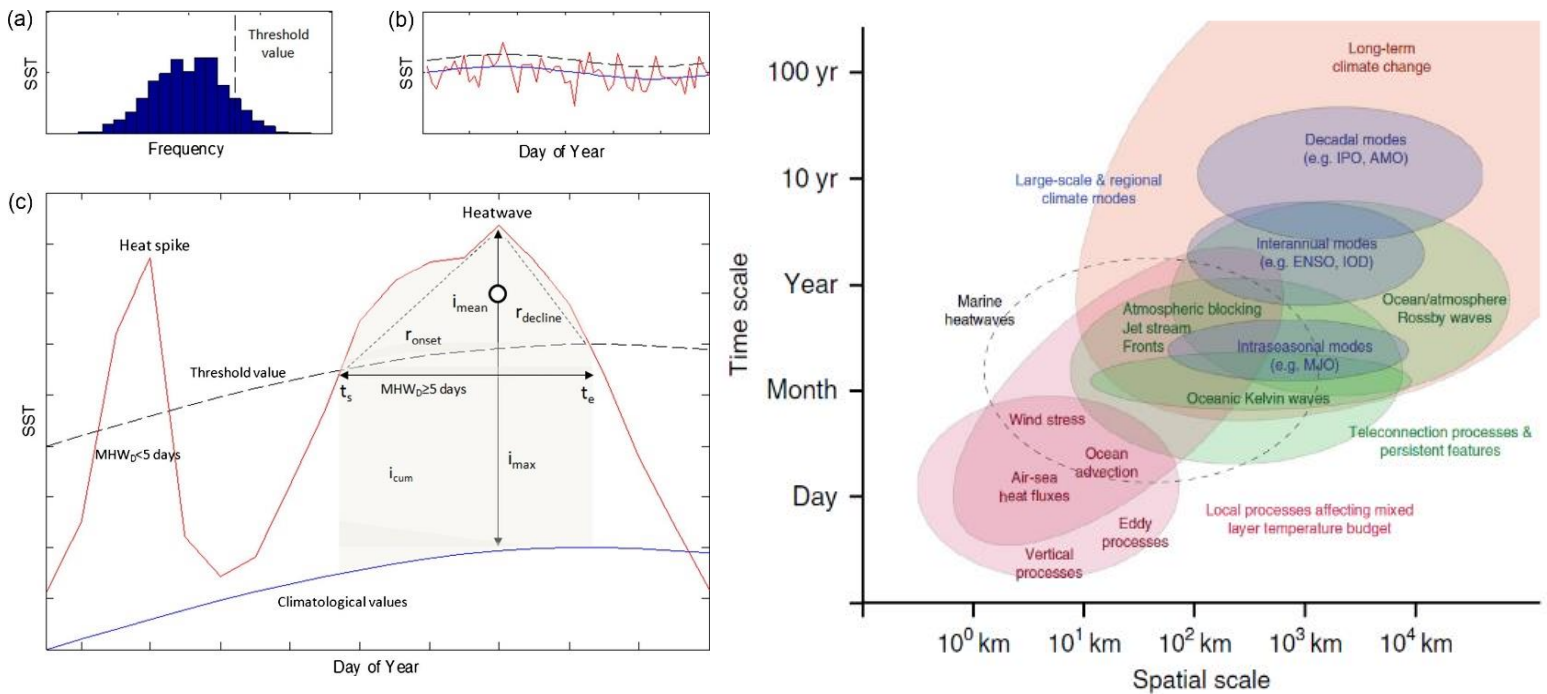 (a)
Threshold
value
SST
Frequency
(b)
SST
Day of Year
(c)
Heatwave
Heat spike
i_mean
r_decline
r_onset
Threshold value
t_s
MHW_D≥5 days
t_e
SST
MHW_D<5 days
i_max
i_cum
Climatological values
Day of Year
Long-term
climate change
100 yr
Decadal modes
(e.g. IPO, AMO)
10 yr
Large-scale & regional
climate modes
Interannual modes
(e.g. ENSO, IOD)
Year
Marine
heatwaves
Atmospheric blocking
Jet stream
Fronts
Ocean/atmosphere
Rossby waves
Time scale
Intraseasonal modes
(e.g. MJO)
Month
Oceanic Kelvin waves
Wind stress
Teleconnection processes &
persistent features
Ocean
advection
Air-sea
heat fluxes
Day
Local processes affecting mixed
layer temperature budget
Eddy
processes
Vertical
processes
10⁰ km
10¹ km
10² km
10³ km
10⁴ km
Spatial scale